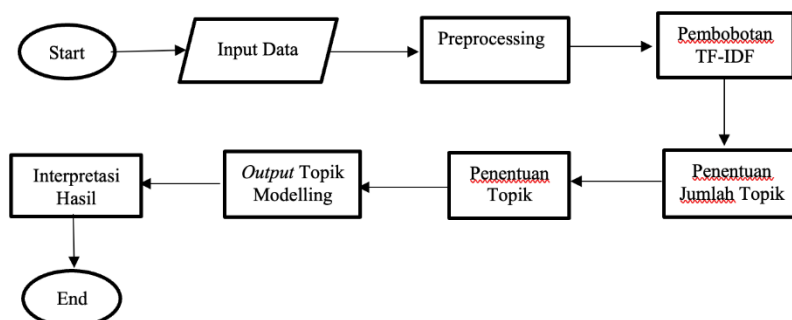 Start
Input Data
Preprocessing
Pembobotan
TF-IDF
Penentuan
Jumlah Topik
Penentuan
Topik
Output Topik
Modelling
Interpretasi
Hasil
End